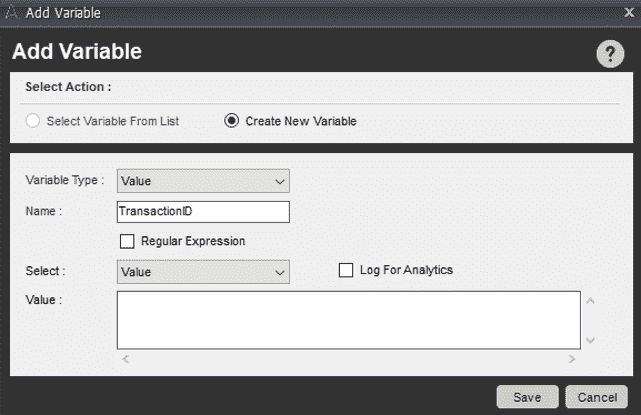 Add Variable
Add Variable
?
Select Action :
Select Variable From List
Create New Variable
Variable Type :
Value
Name :
TransactionID
Regular Expression
Select :
Value
Log For Analytics
Value :
Save
Cancel